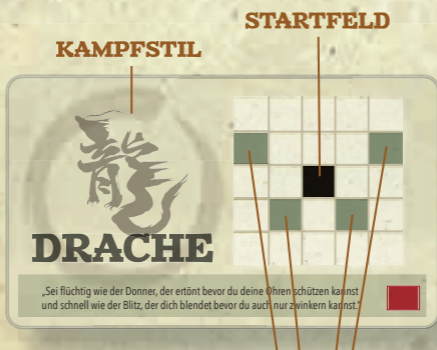 STARTFELD
KAMPFSTIL
龍
DRACHE
„Sei flüchtig wie der Donner, der ertönt bevor du deine Ohren schützen kannst
und schnell wie der Blitz, der dich blendet bevor du auch nur zwinkern kannst.“